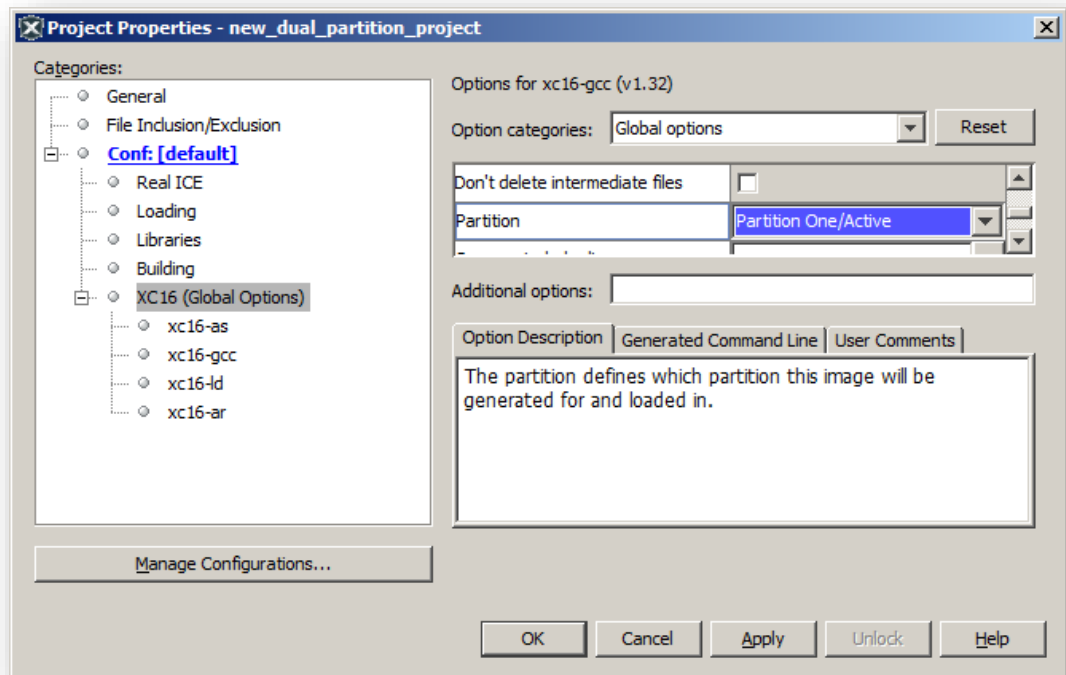 Project Properties - new_dual_partition_project
Categories:
General
File Inclusion/Exclusion
Conf: [default]
Real ICE
Loading
Libraries
Building
XC16 (Global Options)
xc16-as
xc16-gcc
xc16-ld
xc16-ar
Manage Configurations...
Options for xc16-gcc (v1.32)
Option categories: Global options Reset
Don't delete intermediate files
Partition Partition One/Active
Additional options:
Option Description Generated Command Line User Comments
The partition defines which partition this image will be
generated for and loaded in.
OK Cancel Apply Unlock Help